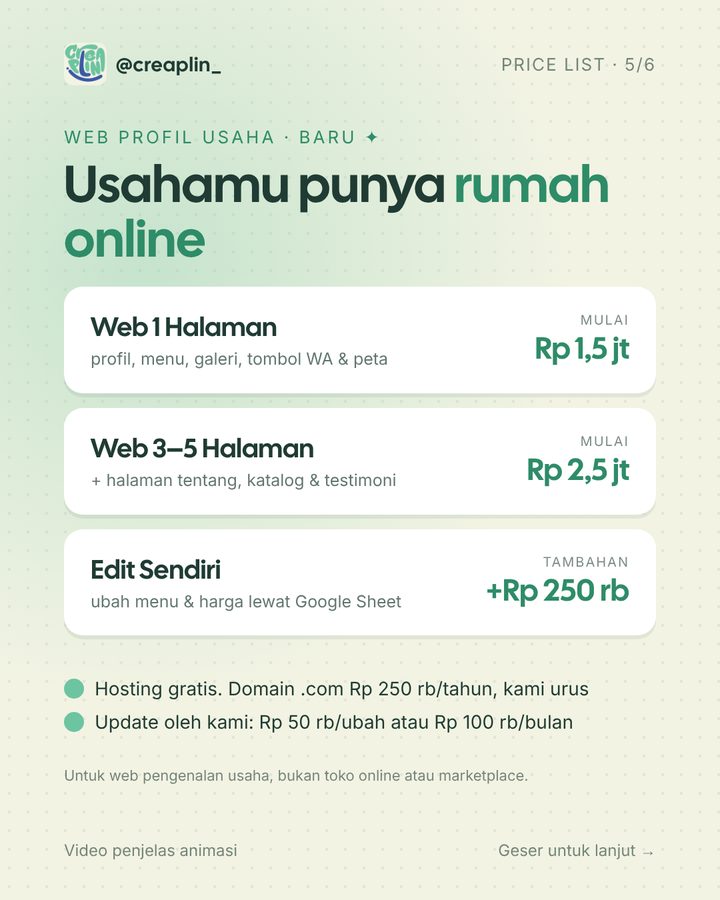 CREA
PLIN
@creaplin_
PRICE LIST · 5/6
WEB PROFIL USAHA · BARU ✦
Usahamu punya rumah
online
Web 1 Halaman
profil, menu, galeri, tombol WA & peta
MULAI
Rp 1,5 jt
Web 3–5 Halaman
+ halaman tentang, katalog & testimoni
MULAI
Rp 2,5 jt
Edit Sendiri
ubah menu & harga lewat Google Sheet
TAMBAHAN
+Rp 250 rb
Hosting gratis. Domain .com Rp 250 rb/tahun, kami urus
Update oleh kami: Rp 50 rb/ubah atau Rp 100 rb/bulan
Untuk web pengenalan usaha, bukan toko online atau marketplace.
Video penjelas animasi
Geser untuk lanjut →